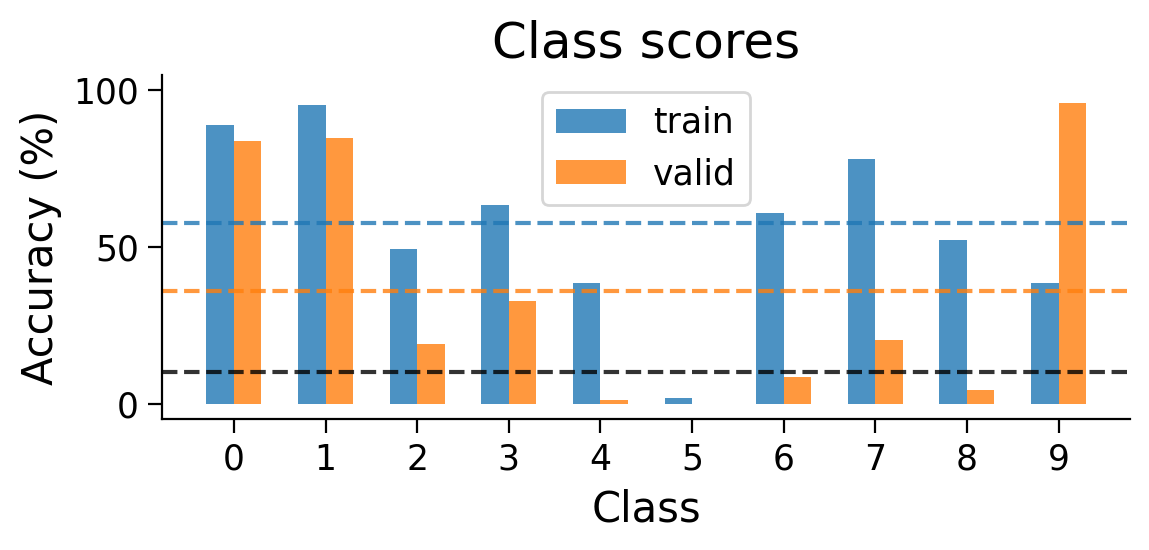 Class scores
Accuracy (%)
100
50
0
train
valid
0 1 2 3 4 5 6 7 8 9
Class